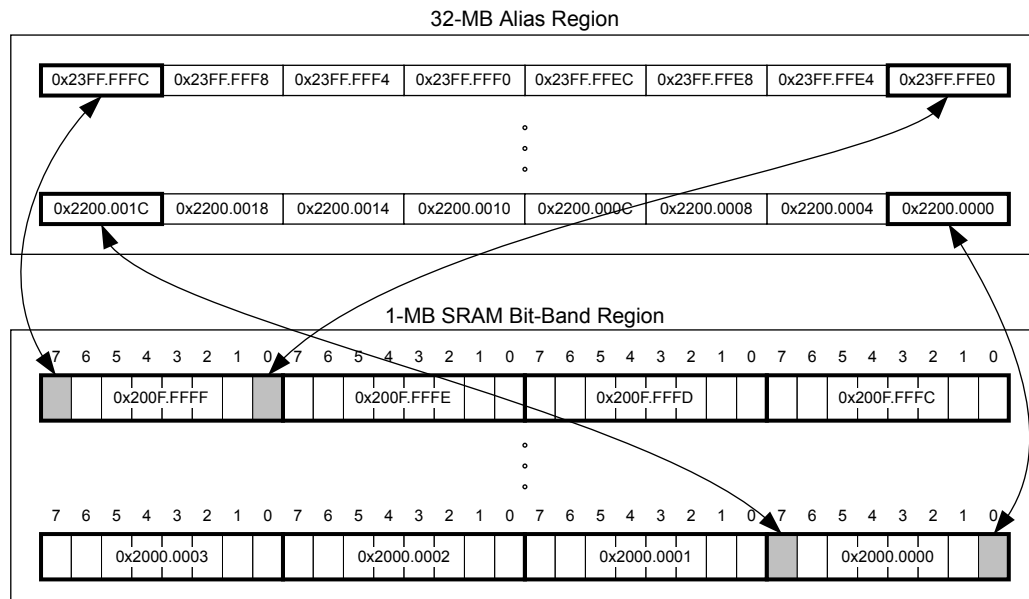 32-MB Alias Region
0x23FF.FFFC 0x23FF.FFF8 0x23FF.FFF4 0x23FF.FFF0 0x23FF.FFEC 0x23FF.FFE8 0x23FF.FFE4 0x23FF.FFE0
0x2200.001C 0x2200.0018 0x2200.0014 0x2200.0010 0x2200.000C 0x2200.0008 0x2200.0004 0x2200.0000
1-MB SRAM Bit-Band Region
7 6 5 4 3 2 1 0 7 6 5 4 3 2 1 0 7 6 5 4 3 2 1 0 7 6 5 4 3 2 1 0
0x200F.FFFF 0x200F.FFFE 0x200F.FFFD 0x200F.FFFC
7 6 5 4 3 2 1 0 7 6 5 4 3 2 1 0 7 6 5 4 3 2 1 0 7 6 5 4 3 2 1 0
0x2000.0003 0x2000.0002 0x2000.0001 0x2000.0000